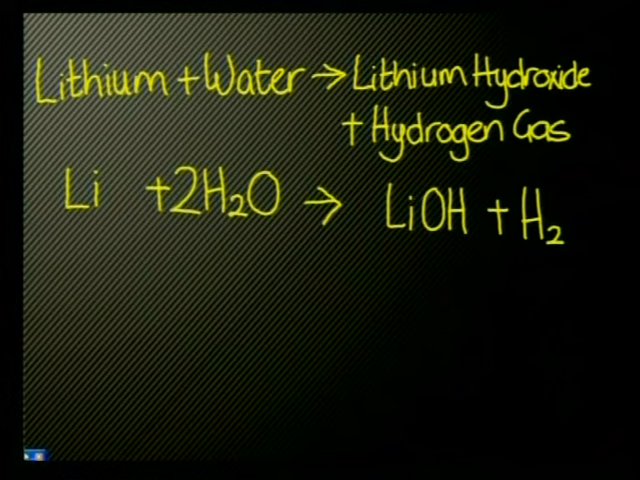 Lithium + Water → Lithium Hydroxide
+ Hydrogen Gas
Li + 2H₂O → LiOH + H₂